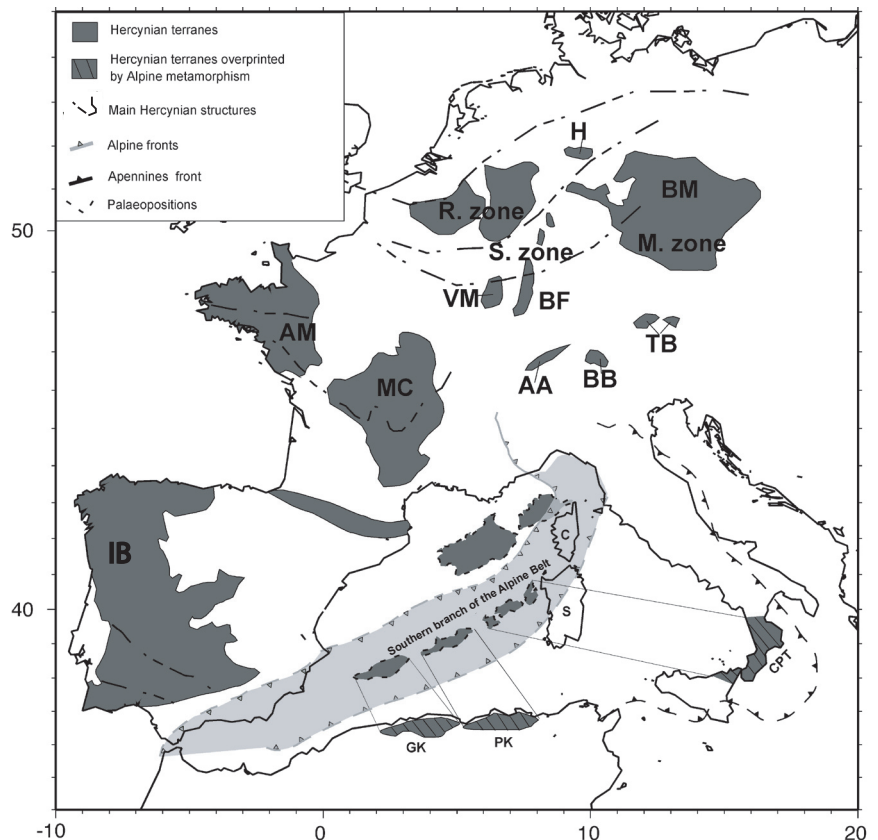 Hercynian terranes
Hercynian terranes overprinted
by Alpine metamorphism
Main Hercynian structures
Alpine fronts
Apennines front
Palaeopositions
H
R. zone
BM
50
S. zone
M. zone
VM
BF
AM
TB
MC
AA
BB
IB
C
Southern branch of the Alpine Belt
40
S
CPT
GK
PK
-10
0
10
20